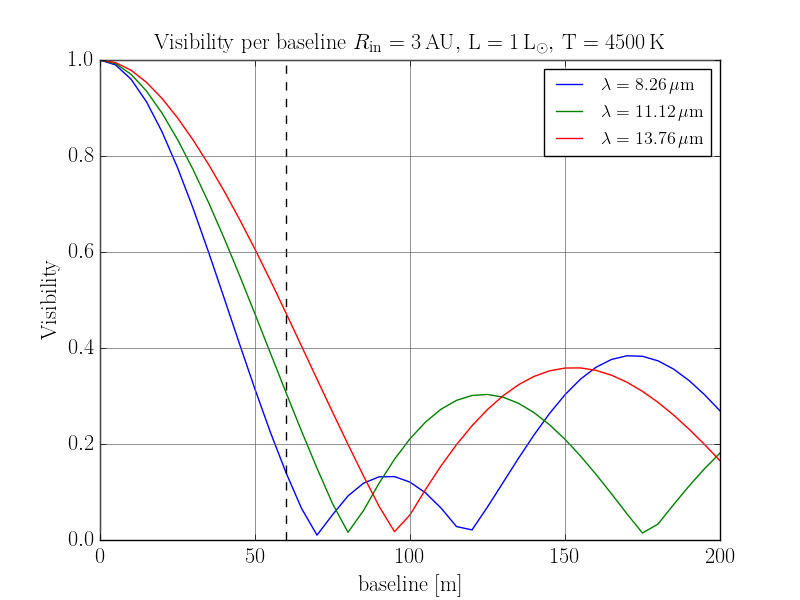 Visibility per baseline R_in = 3 AU, L = 1 L_⊙, T = 4500 K
λ = 8.26 μm
λ = 11.12 μm
λ = 13.76 μm
1.0
0.8
0.6
0.4
0.2
0.0
Visibility
0 50 100 150 200
baseline [m]